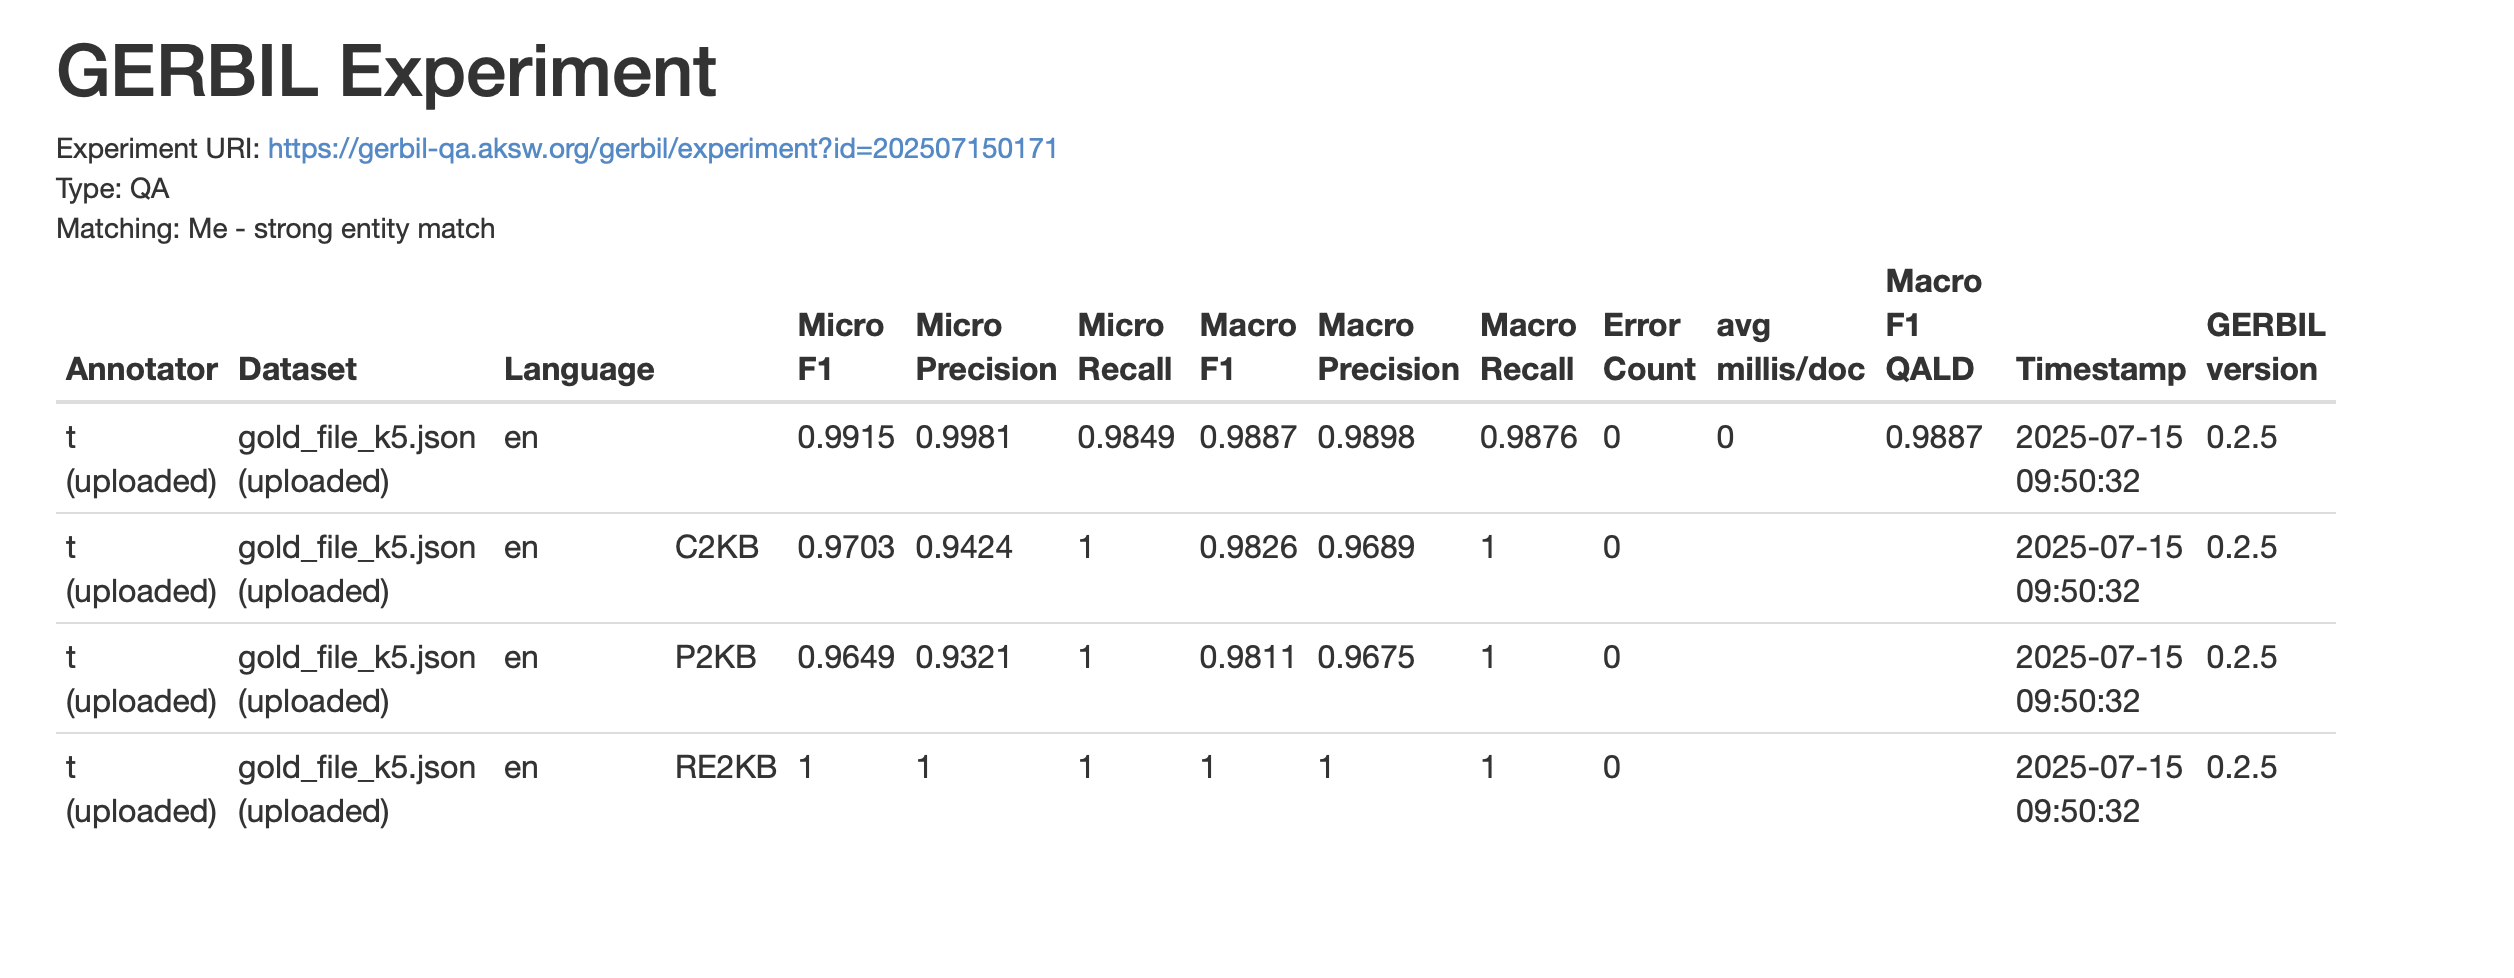 GERBIL Experiment
Experiment URI: https://gerbil-qa.aksw.org/gerbil/experiment?id=202507150171
Type: QA
Matching: Me - strong entity match
Annotator Dataset Language Micro F1 Micro Precision Micro Recall Macro F1 Macro Precision Macro Recall Error Count avg millis/doc Macro F1 QALD Timestamp GERBIL version
t (uploaded) gold_file_k5.json (uploaded) en 0.9915 0.9981 0.9849 0.9887 0.9898 0.9876 0 0 0.9887 2025-07-15 09:50:32 0.2.5
t (uploaded) gold_file_k5.json (uploaded) en C2KB 0.9703 0.9424 1 0.9826 0.9689 1 0 2025-07-15 09:50:32 0.2.5
t (uploaded) gold_file_k5.json (uploaded) en P2KB 0.9649 0.9321 1 0.9811 0.9675 1 0 2025-07-15 09:50:32 0.2.5
t (uploaded) gold_file_k5.json (uploaded) en RE2KB 1 1 1 1 1 1 0 2025-07-15 09:50:32 0.2.5